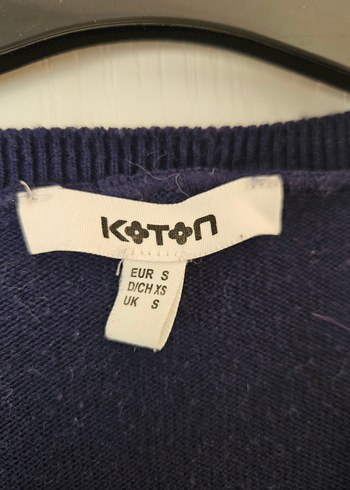 KOTON
EUR S
D/CH XS
UK S